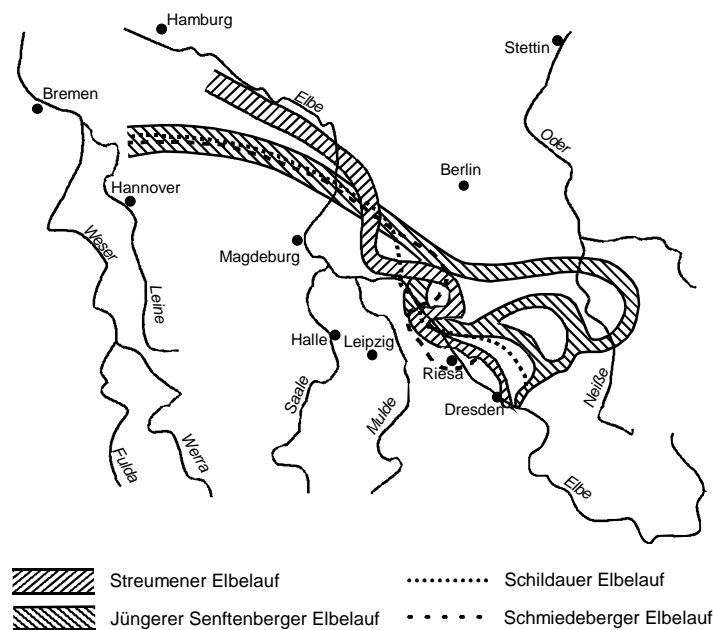 Hamburg
Stettin
Bremen
Elbe
Oder
Berlin
Hannover
Weser
Magdeburg
Leine
Halle
Leipzig
Riesa
Saale
Mulde
Neiße
Dresden
Fulda
Werra
Elbe
Streumener Elbelauf
Schildauer Elbelauf
Jüngerer Senftenberger Elbelauf
Schmiedeberger Elbelauf